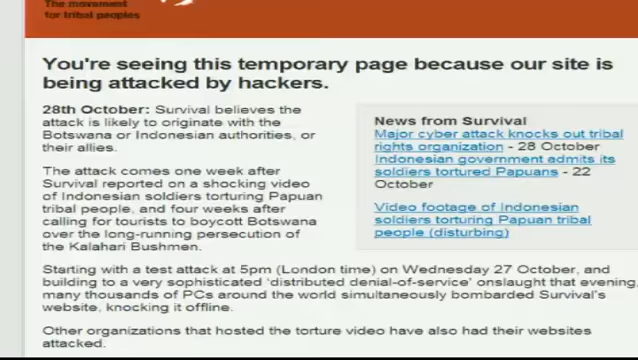 The movement
for tribal peoples
You're seeing this temporary page because our site is
being attacked by hackers.
28th October: Survival believes the
attack is likely to originate with the
Botswana or Indonesian authorities, or
their allies.
The attack comes one week after
Survival reported on a shocking video
of Indonesian soldiers torturing Papuan
tribal people, and four weeks after
calling for tourists to boycott Botswana
over the long-running persecution of
the Kalahari Bushmen.
News from Survival
Major cyber attack knocks out tribal
rights organization - 28 October
Indonesian government admits its
soldiers tortured Papuans - 22
October
Video footage of Indonesian
soldiers torturing Papuan tribal
people (disturbing)
Starting with a test attack at 5pm (London time) on Wednesday 27 October, and
building to a very sophisticated 'distributed denial-of-service' onslaught that evening,
many thousands of PCs around the world simultaneously bombarded Survival's
website, knocking it offline.
Other organizations that hosted the torture video have also had their websites
attacked.